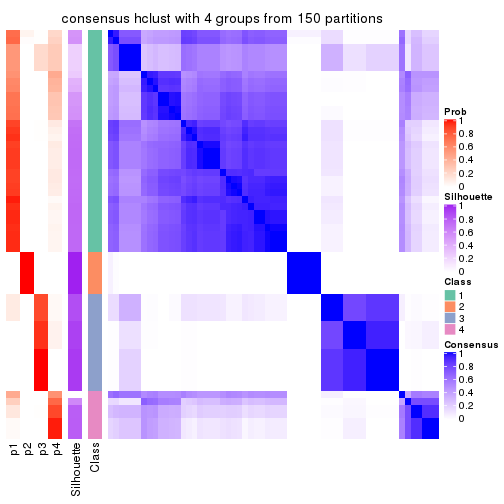 consensus hclust with 4 groups from 150 partitions
Prob
1
0.8
0.6
0.4
0.2
0
Silhouette
1
0.8
0.6
0.4
0.2
0
Class
1
2
3
4
Consensus
1
0.8
0.6
0.4
0.2
0
p1
p2
p3
p4
Silhouette
Class